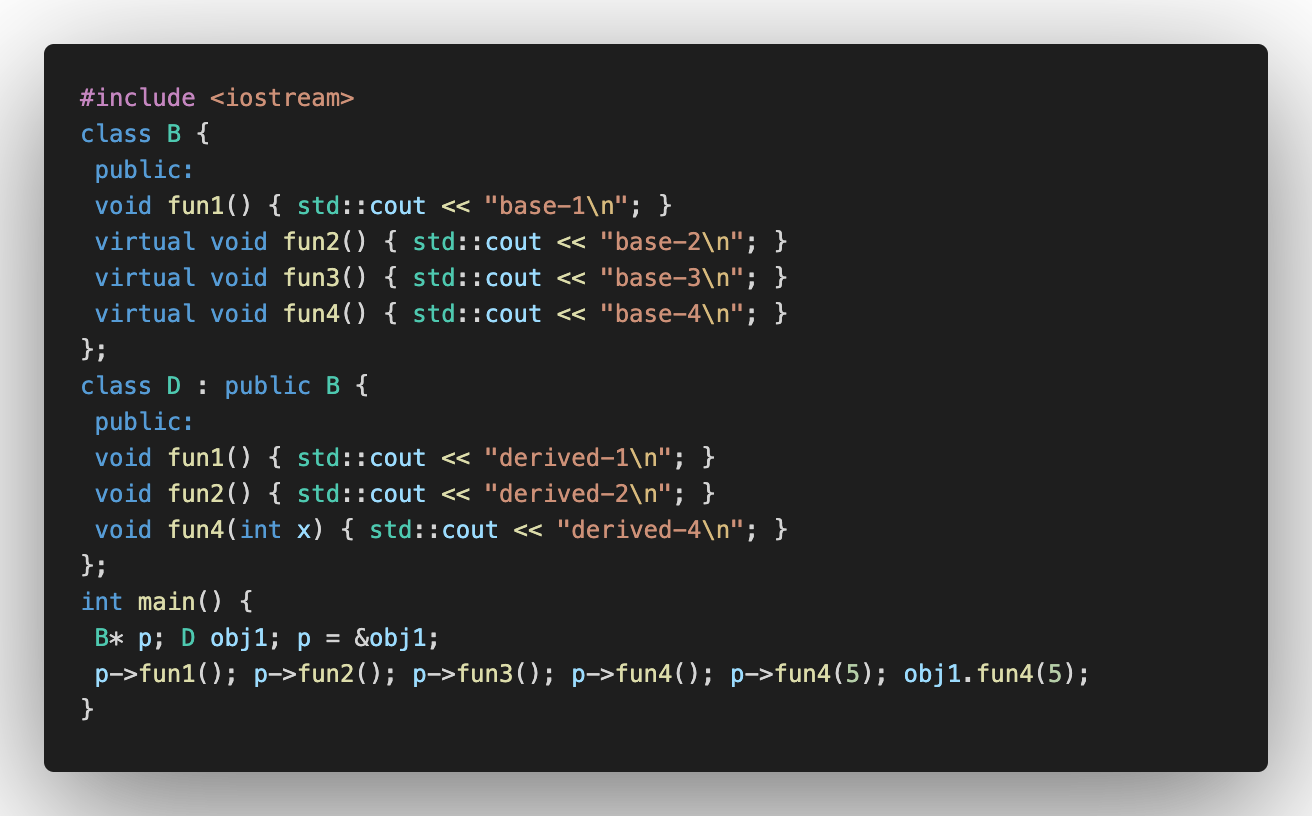 #include <iostream>
class B {
 public:
 void fun1() { std::cout << "base-1\n"; }
 virtual void fun2() { std::cout << "base-2\n"; }
 virtual void fun3() { std::cout << "base-3\n"; }
 virtual void fun4() { std::cout << "base-4\n"; }
};
class D : public B {
 public:
 void fun1() { std::cout << "derived-1\n"; }
 void fun2() { std::cout << "derived-2\n"; }
 void fun4(int x) { std::cout << "derived-4\n"; }
};
int main() {
 B* p; D obj1; p = &obj1;
 p->fun1(); p->fun2(); p->fun3(); p->fun4(); p->fun4(5); obj1.fun4(5);
}